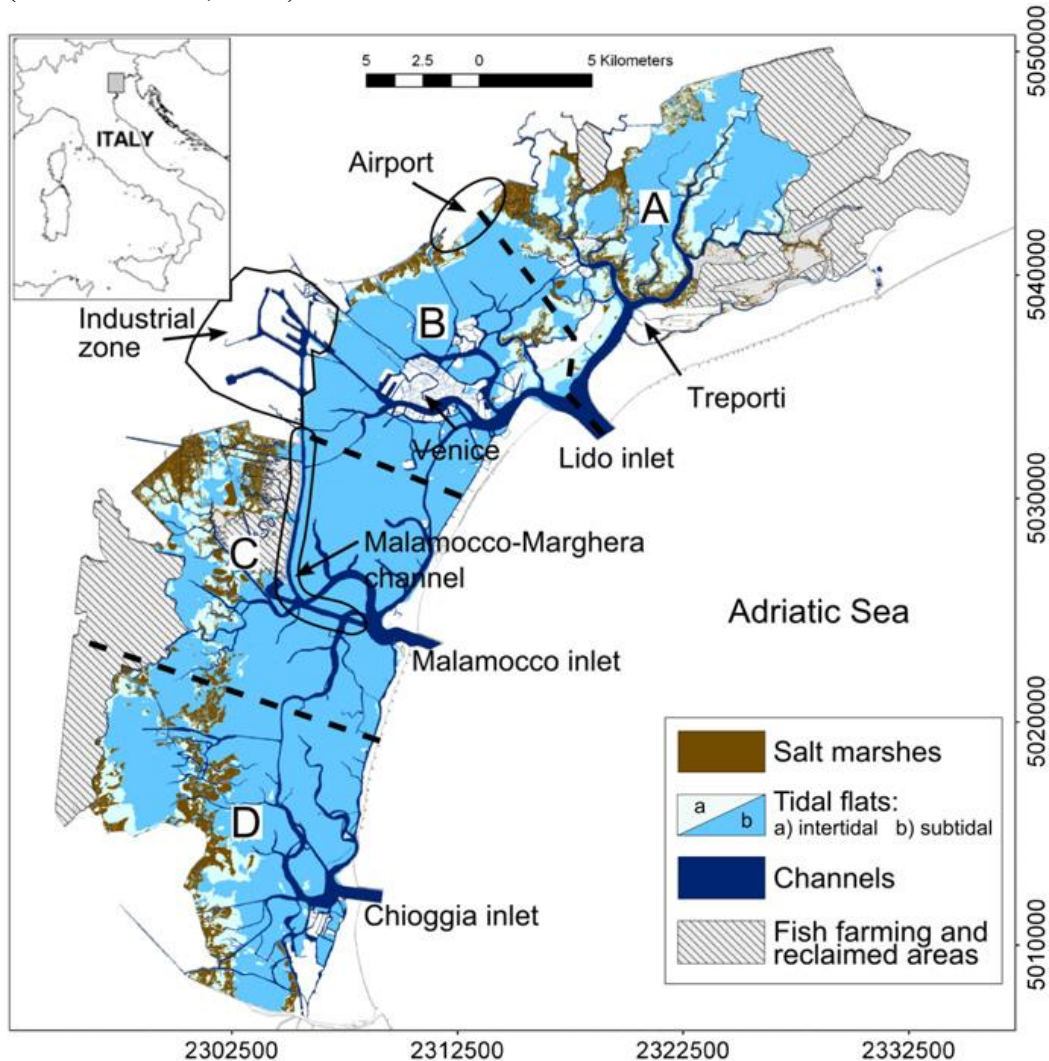 5 2.5 0 5 Kilometers
ITALY
Airport
A
B
Industrial
zone
Treporti
Venice
Lido inlet
C
Malamocco-Marghera
channel
Adriatic Sea
Malamocco inlet
D
Chioggia inlet
Salt marshes
a
b
Tidal flats:
a) intertidal b) subtidal
Channels
Fish farming and
reclaimed areas
5050000
5040000
5030000
5020000
5010000
2302500 2312500 2322500 2332500